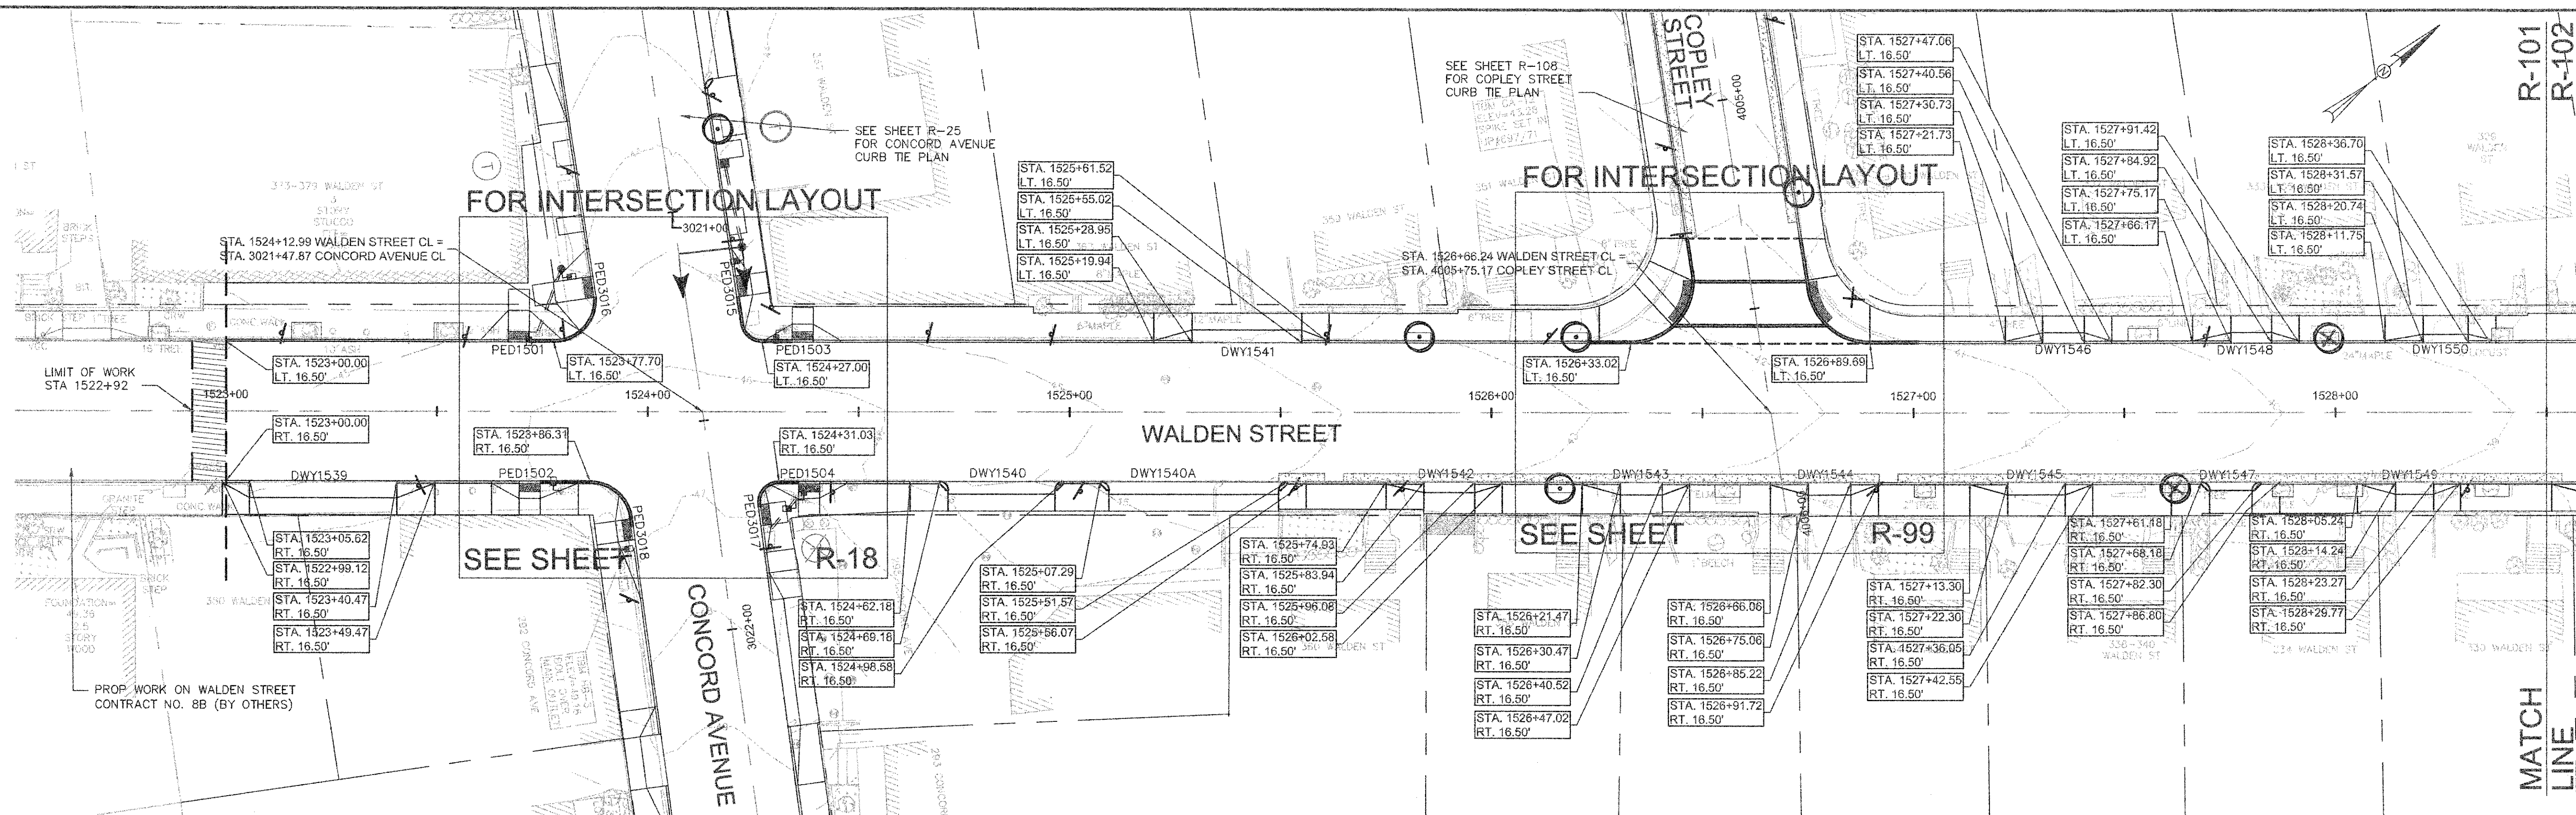 R-101
R-102
COPLEY
STREET
4005+00
SEE SHEET R-108
FOR COPLEY STREET
CURB TIE PLAN
STA. 1527+47.06
LT. 16.50'
STA. 1527+40.56
LT. 16.50'
STA. 1527+30.73
LT. 16.50'
STA. 1527+21.73
LT. 16.50'
STA. 1527+91.42
LT. 16.50'
STA. 1527+84.92
LT. 16.50'
STA. 1527+75.17
LT. 16.50'
STA. 1527+66.17
LT. 16.50'
STA. 1528+36.70
LT. 16.50'
STA. 1528+31.57
LT. 16.50'
STA. 1528+20.74
LT. 16.50'
STA. 1528+11.75
LT. 16.50'
SEE SHEET R-25
FOR CONCORD AVENUE
CURB TIE PLAN
373-379 WALDEN ST
3
STORY
STUCCO
BRICK
STEPS
FOR INTERSECTION LAYOUT
3021+00
STA. 1524+12.99 WALDEN STREET CL =
STA. 3021+47.87 CONCORD AVENUE CL
STA. 1525+61.52
LT. 16.50'
STA. 1525+55.02
LT. 16.50'
STA. 1525+28.95
LT. 16.50'
STA. 1525+19.94
LT. 16.50'
FOR INTERSECTION LAYOUT
STA. 1526+66.24 WALDEN STREET CL =
STA. 4005+75.17 COPLEY STREET CL
PED3016
PED3015
PED1501
PED1503
DWY1541
DWY1546
DWY1548
DWY1550
STA. 1523+00.00
LT. 16.50'
STA. 1523+77.70
LT. 16.50'
STA. 1524+27.00
LT. 16.50'
STA. 1526+33.02
LT. 16.50'
STA. 1526+89.69
LT. 16.50'
LIMIT OF WORK
STA 1522+92
1523+00
1524+00
1525+00
1526+00
1527+00
1528+00
WALDEN STREET
STA. 1523+00.00
RT. 16.50'
STA. 1523+86.31
RT. 16.50'
STA. 1524+31.03
RT. 16.50'
DWY1539
PED1502
PED1504
DWY1540
DWY1540A
DWY1542
DWY1543
DWY1544
DWY1545
DWY1547
DWY1549
PED3018
PED3017
4006+00
SEE SHEET
R-18
SEE SHEET
R-99
STA. 1523+05.62
RT. 16.50'
STA. 1522+99.12
RT. 16.50'
STA. 1523+40.47
RT. 16.50'
STA. 1523+49.47
RT. 16.50'
STA. 1524+62.18
RT. 16.50'
STA. 1524+69.18
RT. 16.50'
STA. 1524+98.58
RT. 16.50'
STA. 1525+07.29
RT. 16.50'
STA. 1525+51.57
RT. 16.50'
STA. 1525+56.07
RT. 16.50'
STA. 1525+74.93
RT. 16.50'
STA. 1525+83.94
RT. 16.50'
STA. 1525+96.08
RT. 16.50'
STA. 1526+02.58
RT. 16.50'
STA. 1526+21.47
RT. 16.50'
STA. 1526+30.47
RT. 16.50'
STA. 1526+40.52
RT. 16.50'
STA. 1526+47.02
RT. 16.50'
STA. 1526+66.06
RT. 16.50'
STA. 1526+75.06
RT. 16.50'
STA. 1526+85.22
RT. 16.50'
STA. 1526+91.72
RT. 16.50'
STA. 1527+13.30
RT. 16.50'
STA. 1527+22.30
RT. 16.50'
STA. 1527+36.05
RT. 16.50'
STA. 1527+42.55
RT. 16.50'
STA. 1527+61.18
RT. 16.50'
STA. 1527+68.18
RT. 16.50'
STA. 1527+82.30
RT. 16.50'
STA. 1527+86.80
RT. 16.50'
STA. 1528+05.24
RT. 16.50'
STA. 1528+14.24
RT. 16.50'
STA. 1528+23.27
RT. 16.50'
STA. 1528+29.77
RT. 16.50'
CONCORD AVENUE
3022+00
360 WALDEN ST
336-340
WALDEN ST
330 WALDEN ST
292 CONCORD AVE
PROP WORK ON WALDEN STREET
CONTRACT NO. 8B (BY OTHERS)
MATCH
LINE